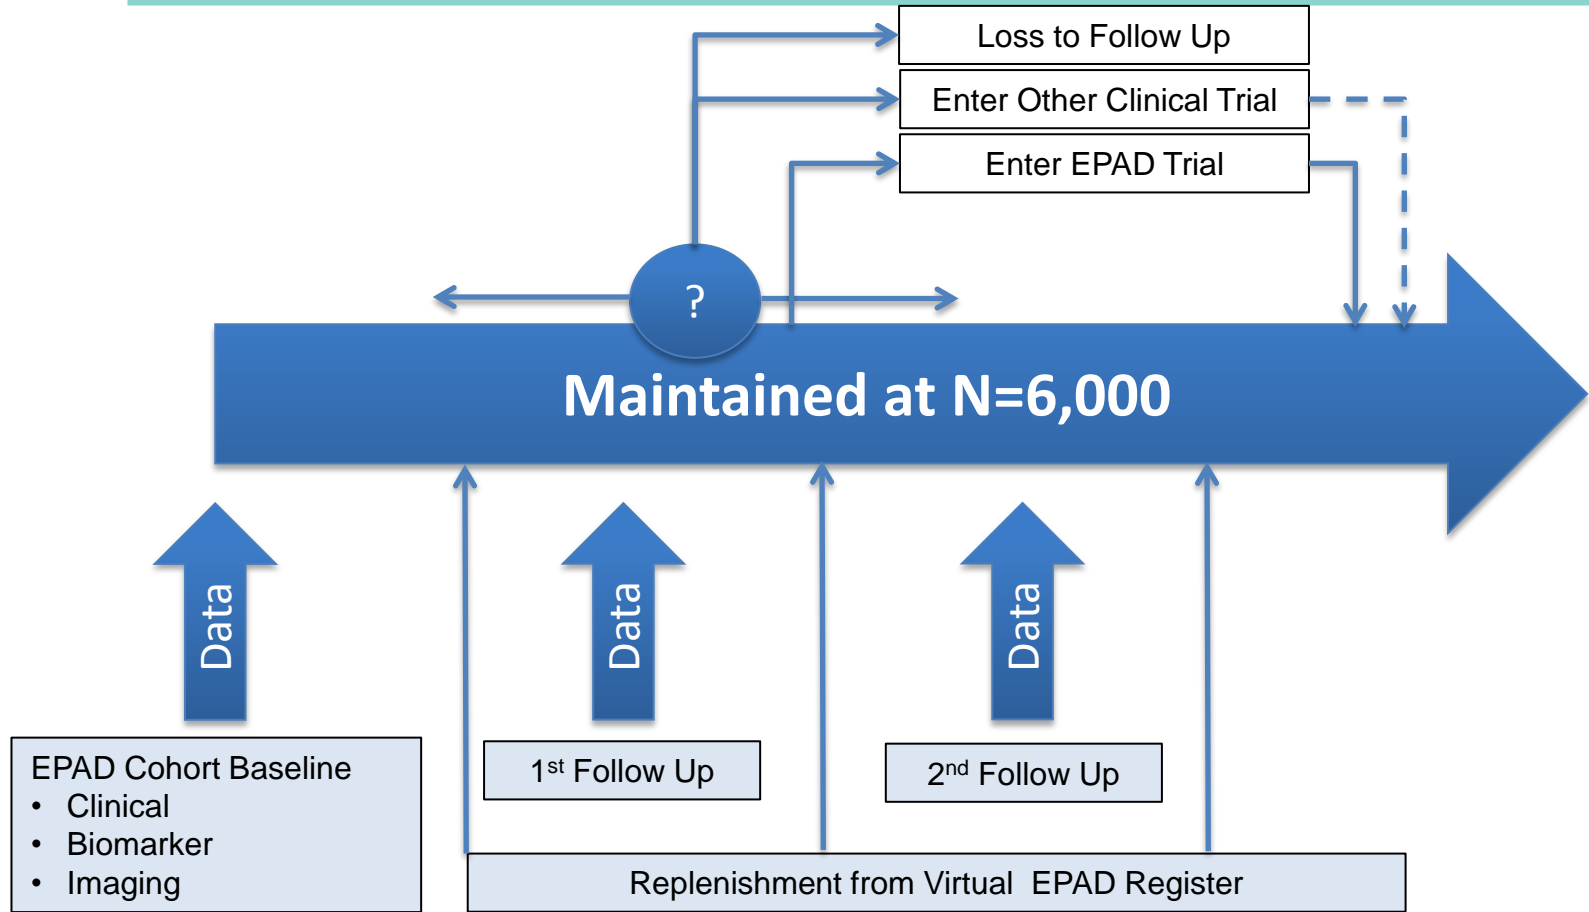 Loss to Follow Up
Enter Other Clinical Trial
Enter EPAD Trial
?
Maintained at N=6,000
Data
Data
Data
EPAD Cohort Baseline
• Clinical
• Biomarker
• Imaging
1st Follow Up
2nd Follow Up
Replenishment from Virtual EPAD Register